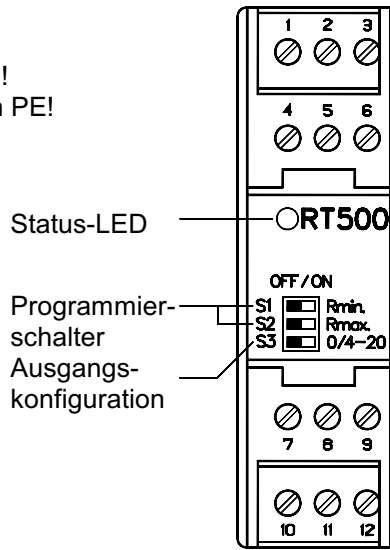 !
PE!
1 2 3
4 5 6
Status-LED
RT500
OFF/ON
Programmier-
schalter
Ausgangs-
konfiguration
S1 Rmin.
S2 Rmax.
S3 0/4-20
7 8 9
10 11 12